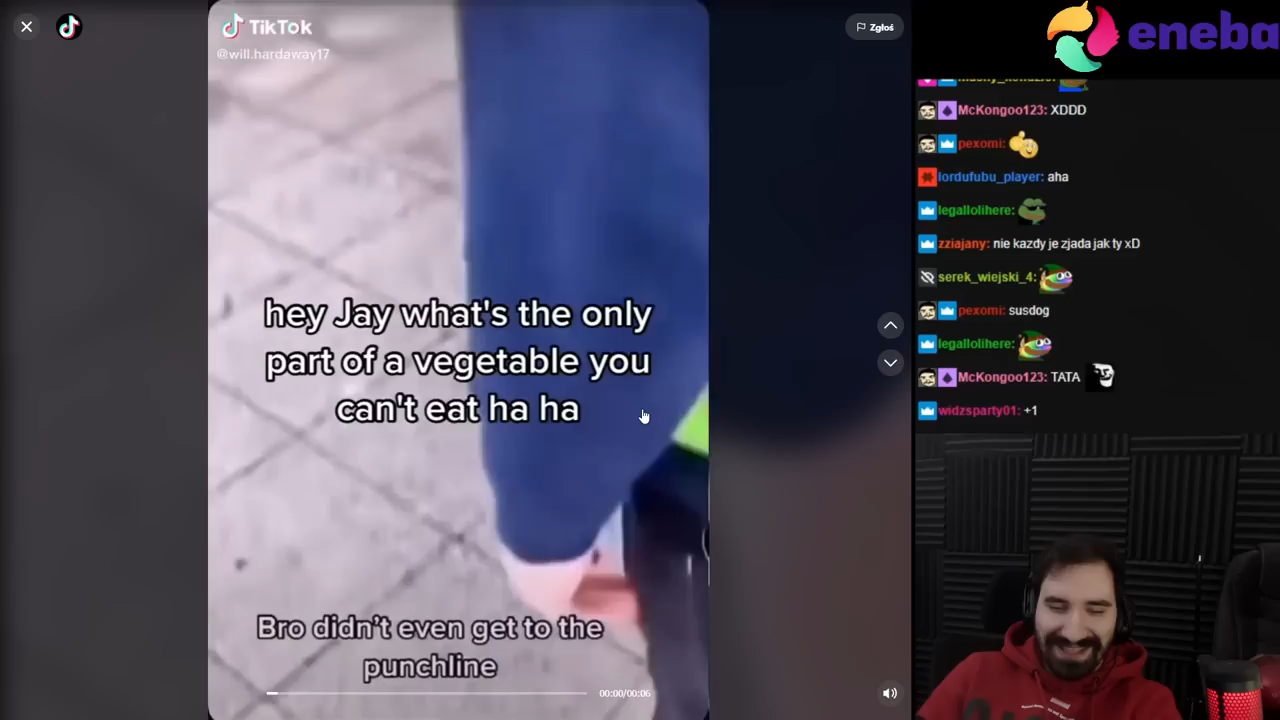 TikTok
@will.hardaway17
Zgłoś
eneba
McKongoo123: XDDD
pexomi:
lordufubu_player: aha
legallolihere:
zziajany: nie kazdy je zjada jak ty xD
serek_wiejski_4:
pexomi: susdog
legallolihere:
McKongoo123: TATA
widzsparty01: +1
hey Jay what's the only
part of a vegetable you
can't eat ha ha
Bro didn't even get to the
punchline
00:00/00:06